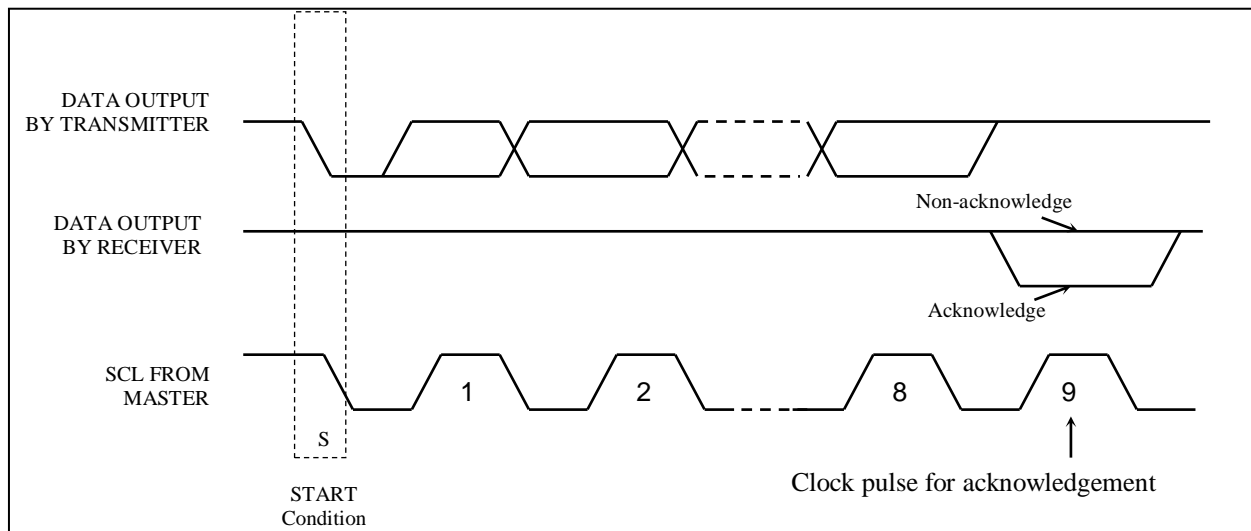 DATA OUTPUT
BY TRANSMITTER
Non-acknowledge
DATA OUTPUT
BY RECEIVER
Acknowledge
SCL FROM
MASTER
1
2
8
9
S
Clock pulse for acknowledgement
START
Condition